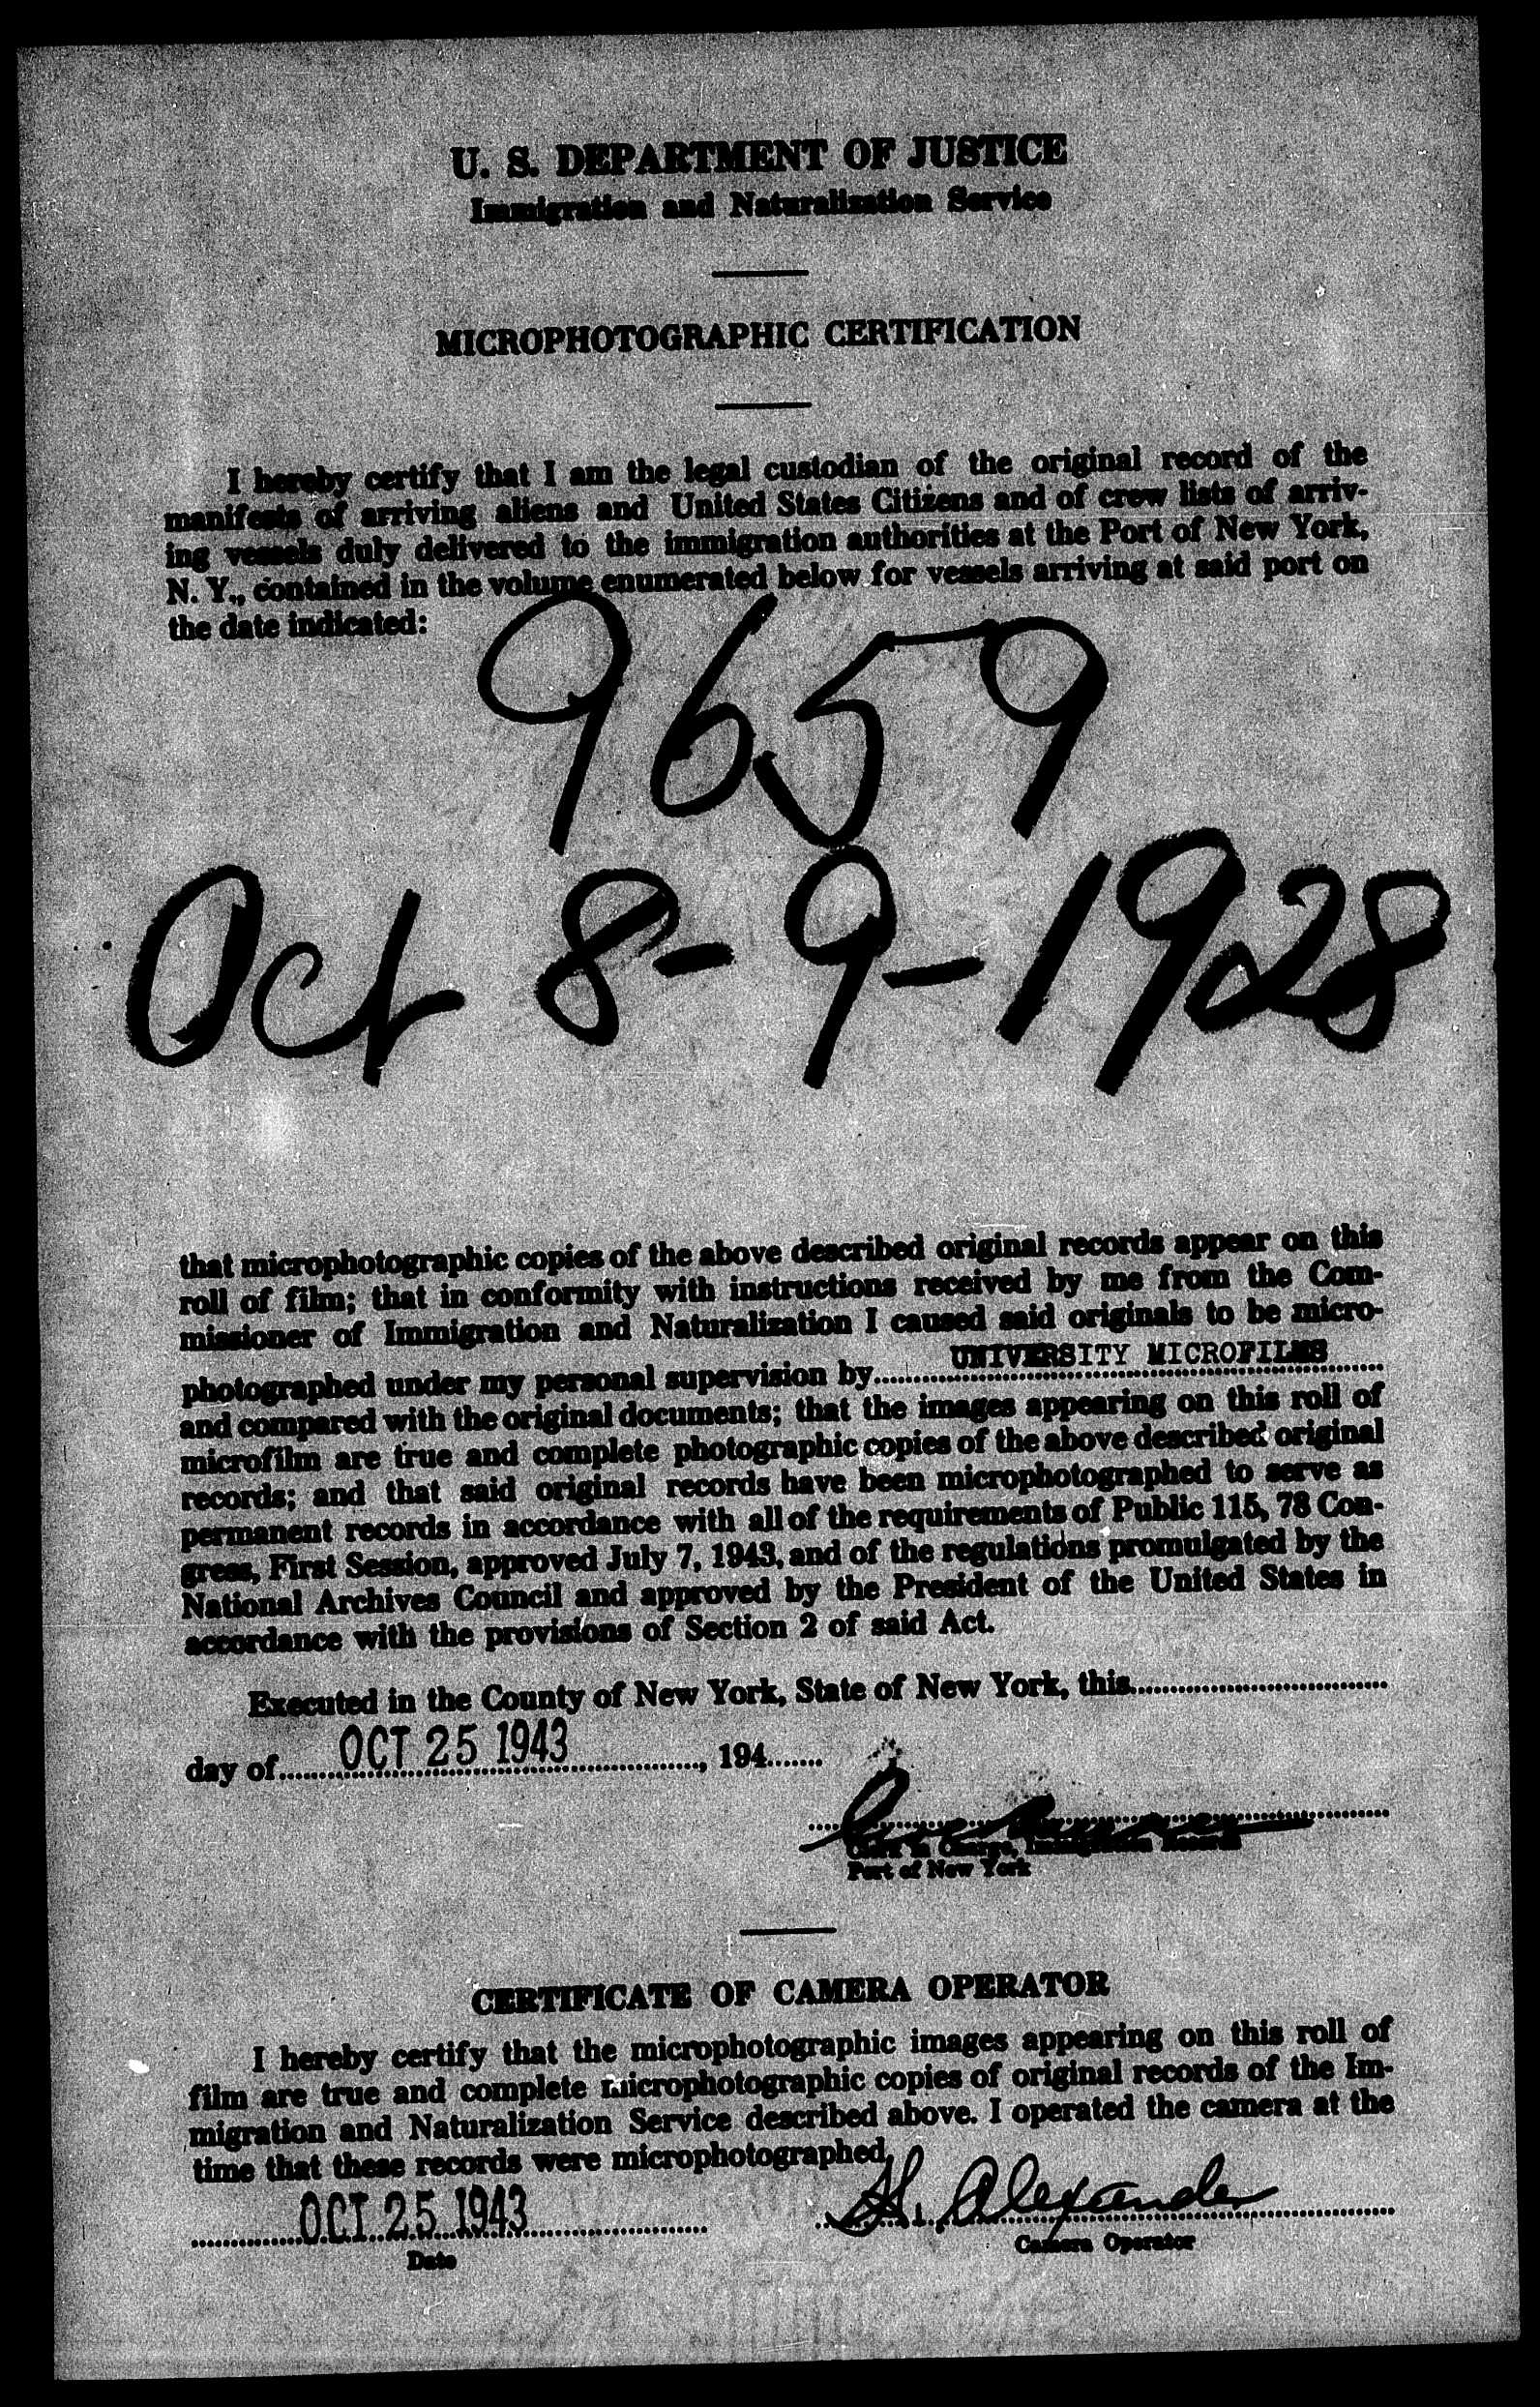 U. S. DEPARTMENT OF JUSTICE
Immigration and Naturalization Service
MICROPHOTOGRAPHIC CERTIFICATION
I hereby certify that I am the legal custodian of the original record of the
manifests of arriving aliens and United States Citizens and of crew lists of arriv-
ing vessels duly delivered to the immigration authorities at the Port of New York,
N. Y., contained in the volume enumerated below for vessels arriving at said port on
the date indicated:
9659
Oct 8-9-1928
that microphotographic copies of the above described original records appear on this
roll of film; that in conformity with instructions received by me from the Com-
missioner of Immigration and Naturalization I caused said originals to be micro-
photographed under my personal supervision by UNIVERSITY MICROFILMS
and compared with the original documents; that the images appearing on this roll of
microfilm are true and complete photographic copies of the above described original
records; and that said original records have been microphotographed to serve as
permanent records in accordance with all of the requirements of Public 115, 78 Con-
gress, First Session, approved July 7, 1943, and of the regulations promulgated by the
National Archives Council and approved by the President of the United States in
accordance with the provisions of Section 2 of said Act.
Executed in the County of New York, State of New York, this
day of OCT 25 1943, 194
Clerk in Charge, Immigration Records
Port of New York
CERTIFICATE OF CAMERA OPERATOR
I hereby certify that the microphotographic images appearing on this roll of
film are true and complete microphotographic copies of original records of the Im-
migration and Naturalization Service described above. I operated the camera at the
time that these records were microphotographed.
OCT 25 1943 H. Alexander
Date Camera Operator